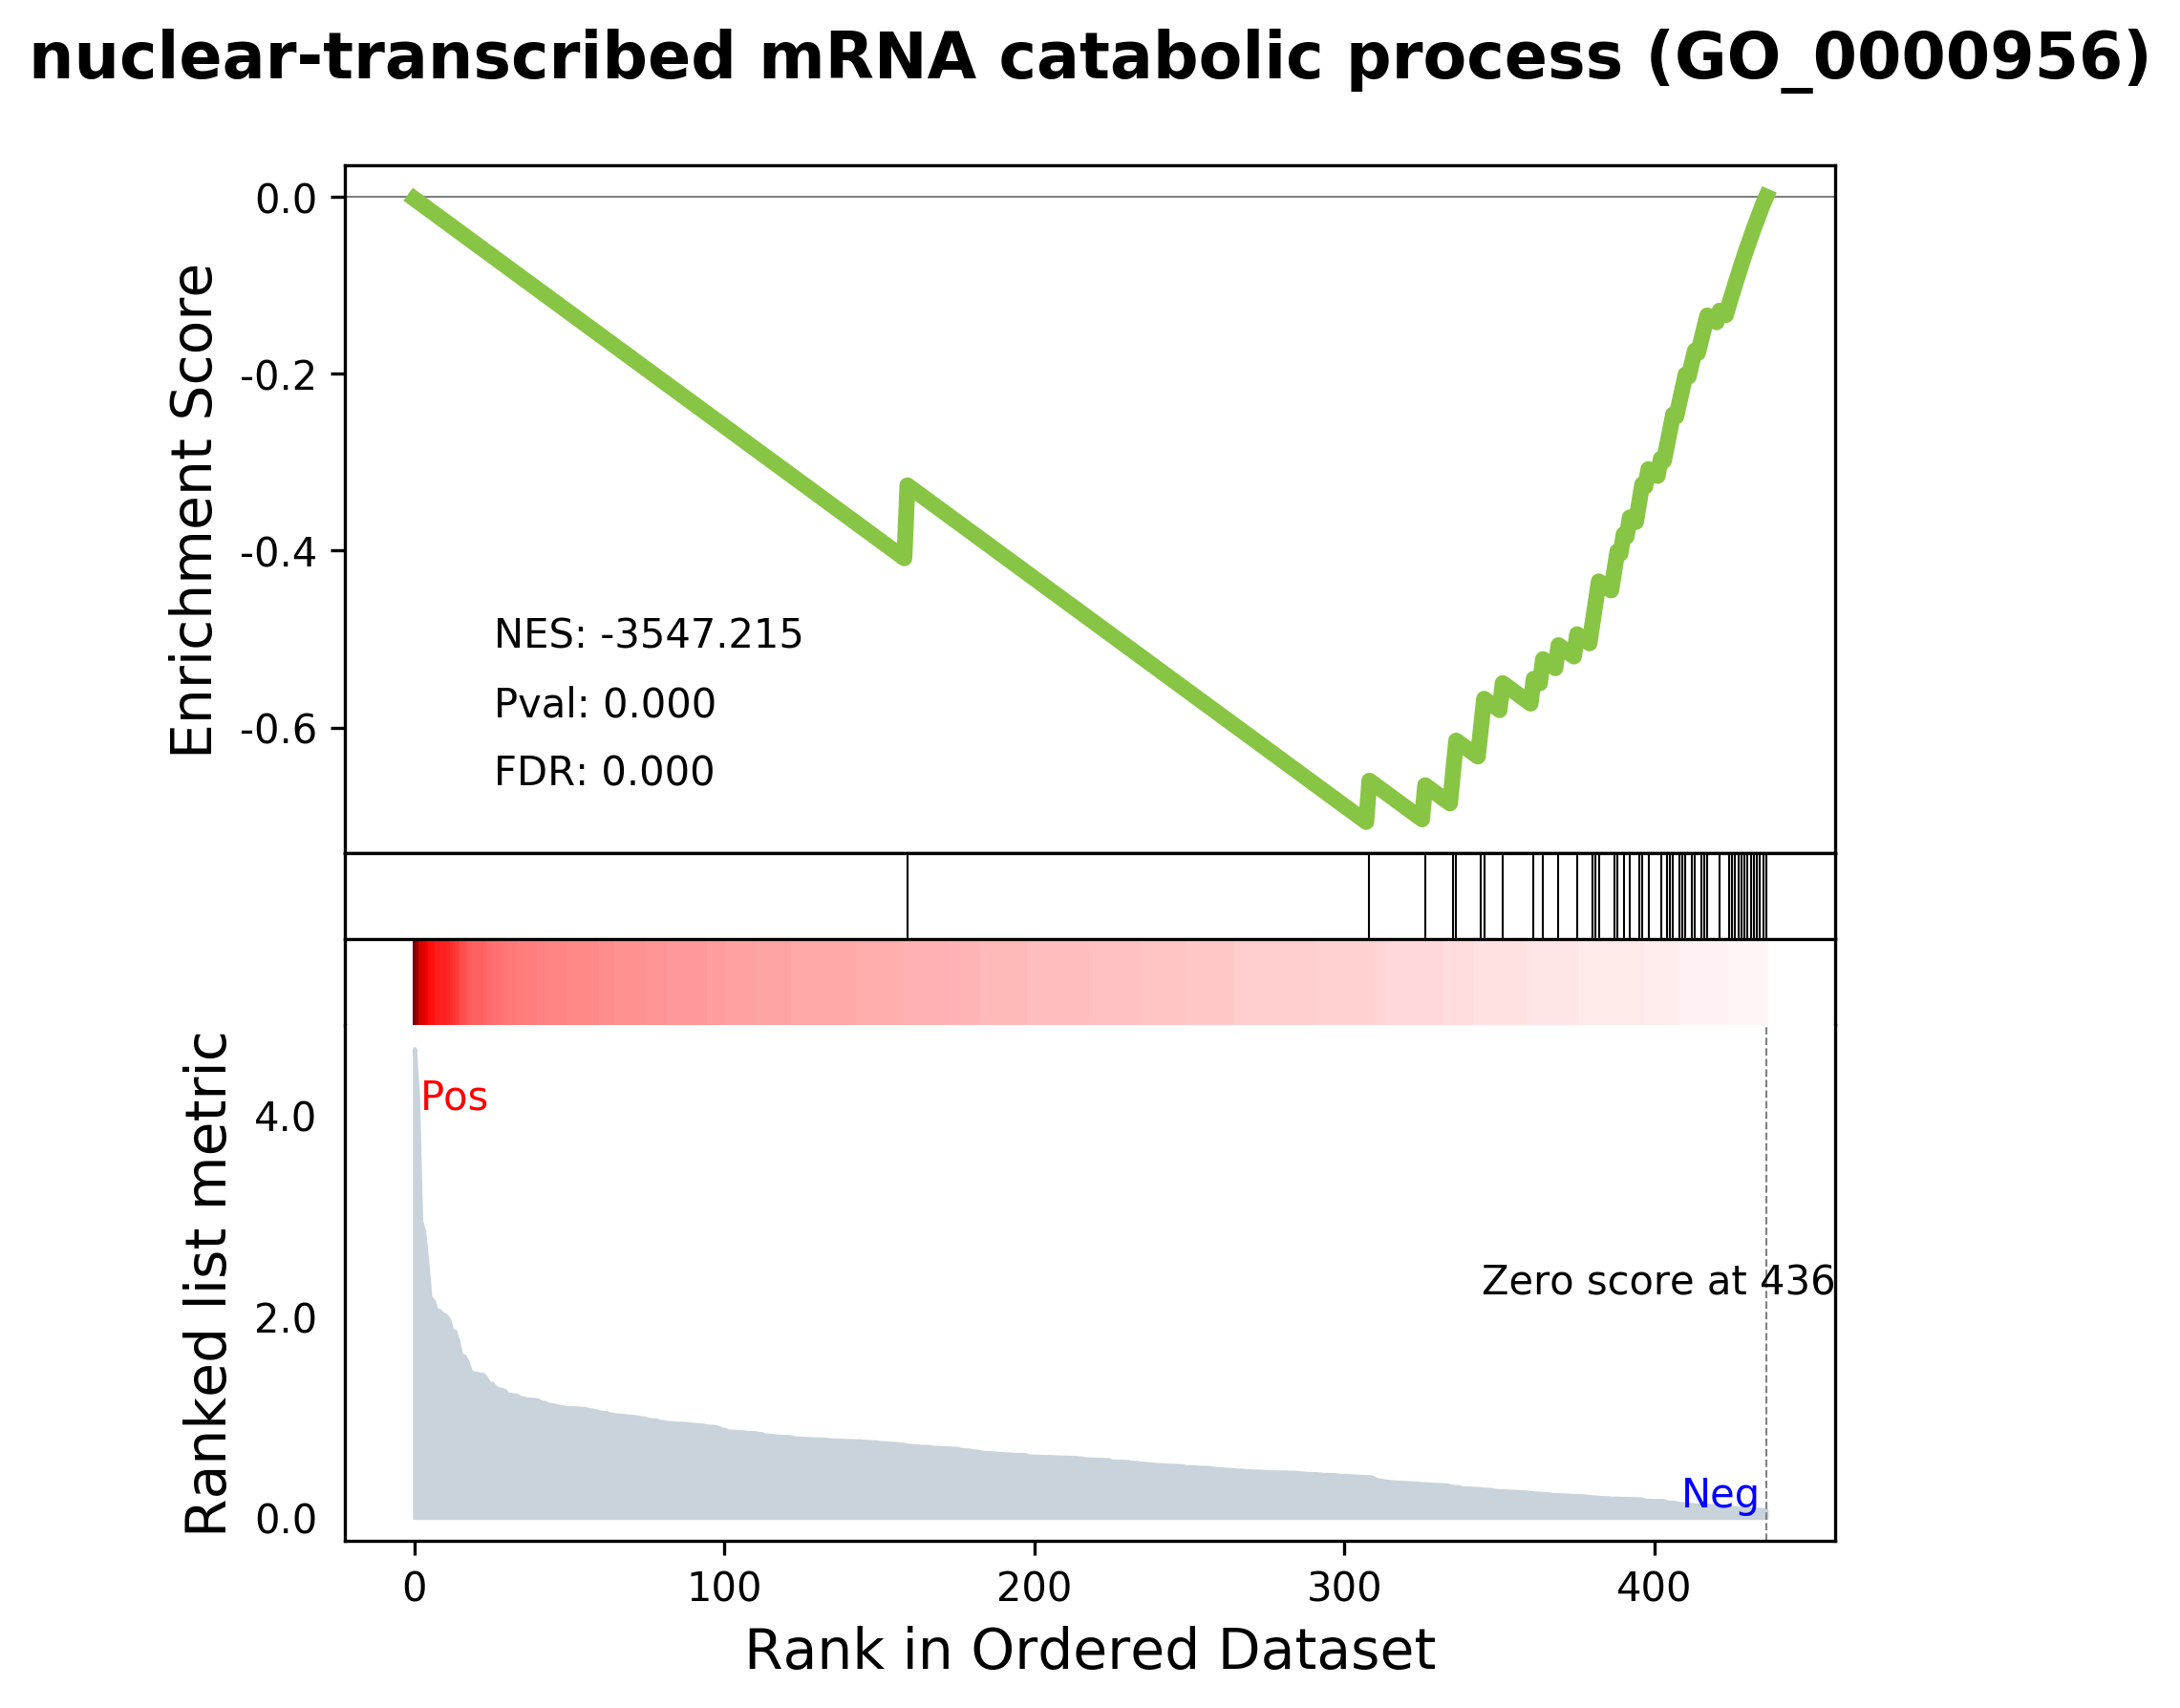 nuclear-transcribed mRNA catabolic process (GO_0000956)
Enrichment Score
0.0
-0.2
-0.4
-0.6
NES: -3547.215
Pval: 0.000
FDR: 0.000
Ranked list metric
4.0
2.0
0.0
Pos
Zero score at 436
Neg
0 100 200 300 400
Rank in Ordered Dataset